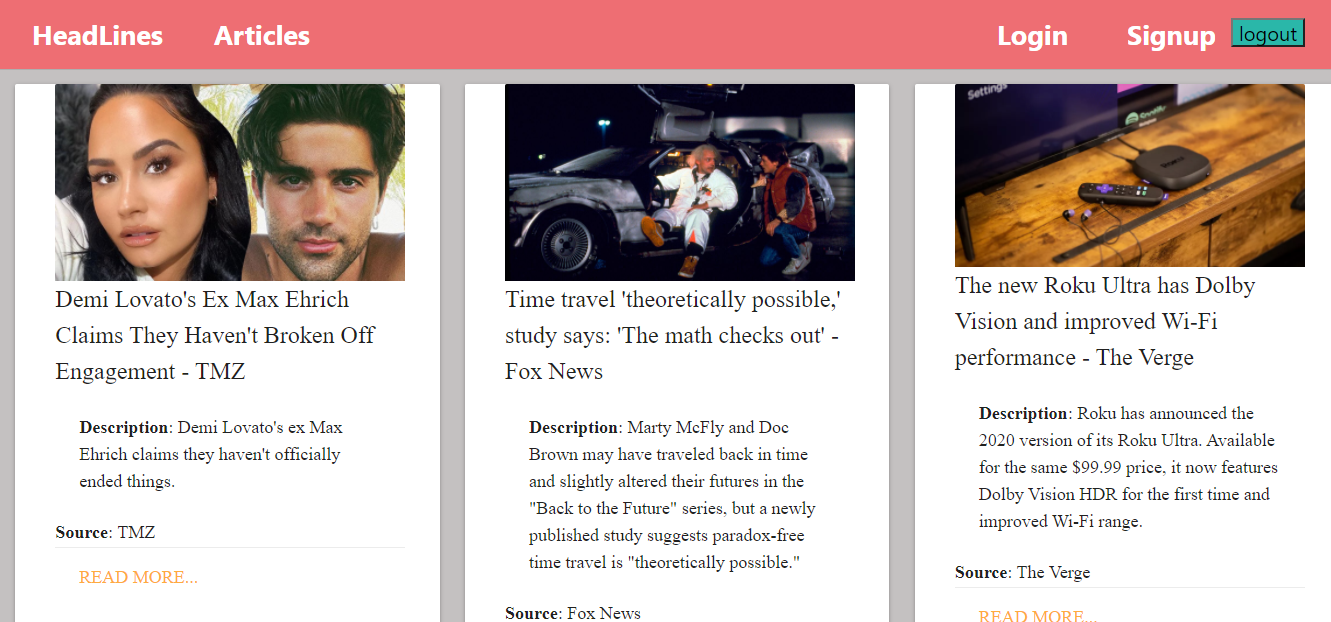 HeadLines Articles Login Signup logout
Demi Lovato's Ex Max Ehrich
Claims They Haven't Broken Off
Engagement - TMZ
Description: Demi Lovato's ex Max
Ehrich claims they haven't officially
ended things.
Source: TMZ
READ MORE...
Time travel 'theoretically possible,'
study says: 'The math checks out' -
Fox News
Description: Marty McFly and Doc
Brown may have traveled back in time
and slightly altered their futures in the
"Back to the Future" series, but a newly
published study suggests paradox-free
time travel is "theoretically possible."
Source: Fox News
Settings
Spotify
Roku
The new Roku Ultra has Dolby
Vision and improved Wi-Fi
performance - The Verge
Description: Roku has announced the
2020 version of its Roku Ultra. Available
for the same $99.99 price, it now features
Dolby Vision HDR for the first time and
improved Wi-Fi range.
Source: The Verge
READ MORE...